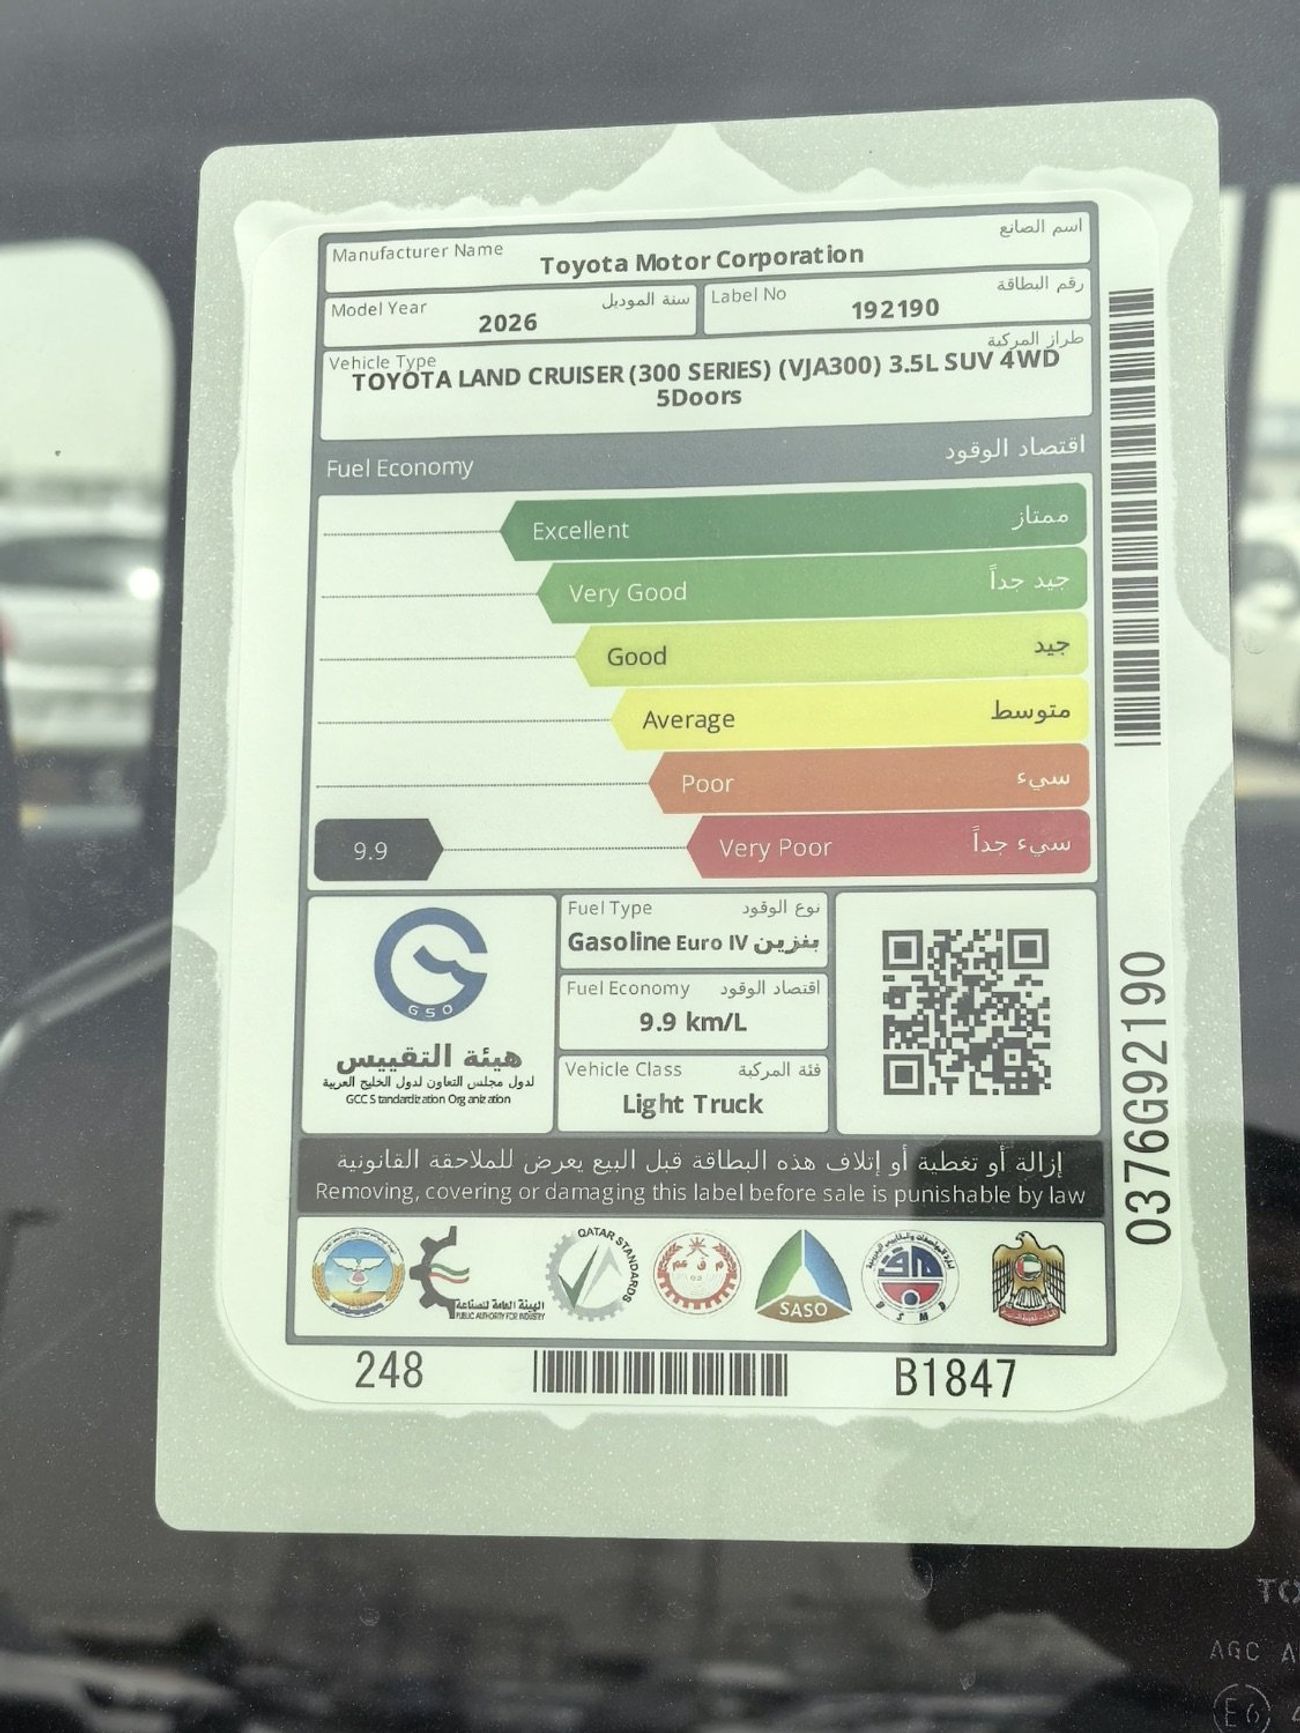 Manufacturer Name
اسم الصانع
Toyota Motor Corporation
Model Year
سنة الموديل
2026
Label No
رقم البطاقة
192190
Vehicle Type
طراز المركبة
TOYOTA LAND CRUISER (300 SERIES) (VJA300) 3.5L SUV 4WD
5Doors
Fuel Economy
اقتصاد الوقود
Excellent ممتاز
Very Good جيد جداً
Good جيد
Average متوسط
Poor سيء
9.9 Very Poor سيء جداً
GSO
هيئة التقييس
لدول مجلس التعاون لدول الخليج العربية
GCC Standardization Organization
Fuel Type نوع الوقود
Gasoline Euro IV بنزين
Fuel Economy اقتصاد الوقود
9.9 km/L
Vehicle Class فئة المركبة
Light Truck
إزالة أو تغطية أو إتلاف هذه البطاقة قبل البيع يعرض للملاحقة القانونية
Removing, covering or damaging this label before sale is punishable by law
الهيئة العامة للصناعة
PUBLIC AUTHORITY FOR INDUSTRY
QATAR STANDARDS
SASO
BSMD
248
B1847
0376G92190
TO
AGC A
E6